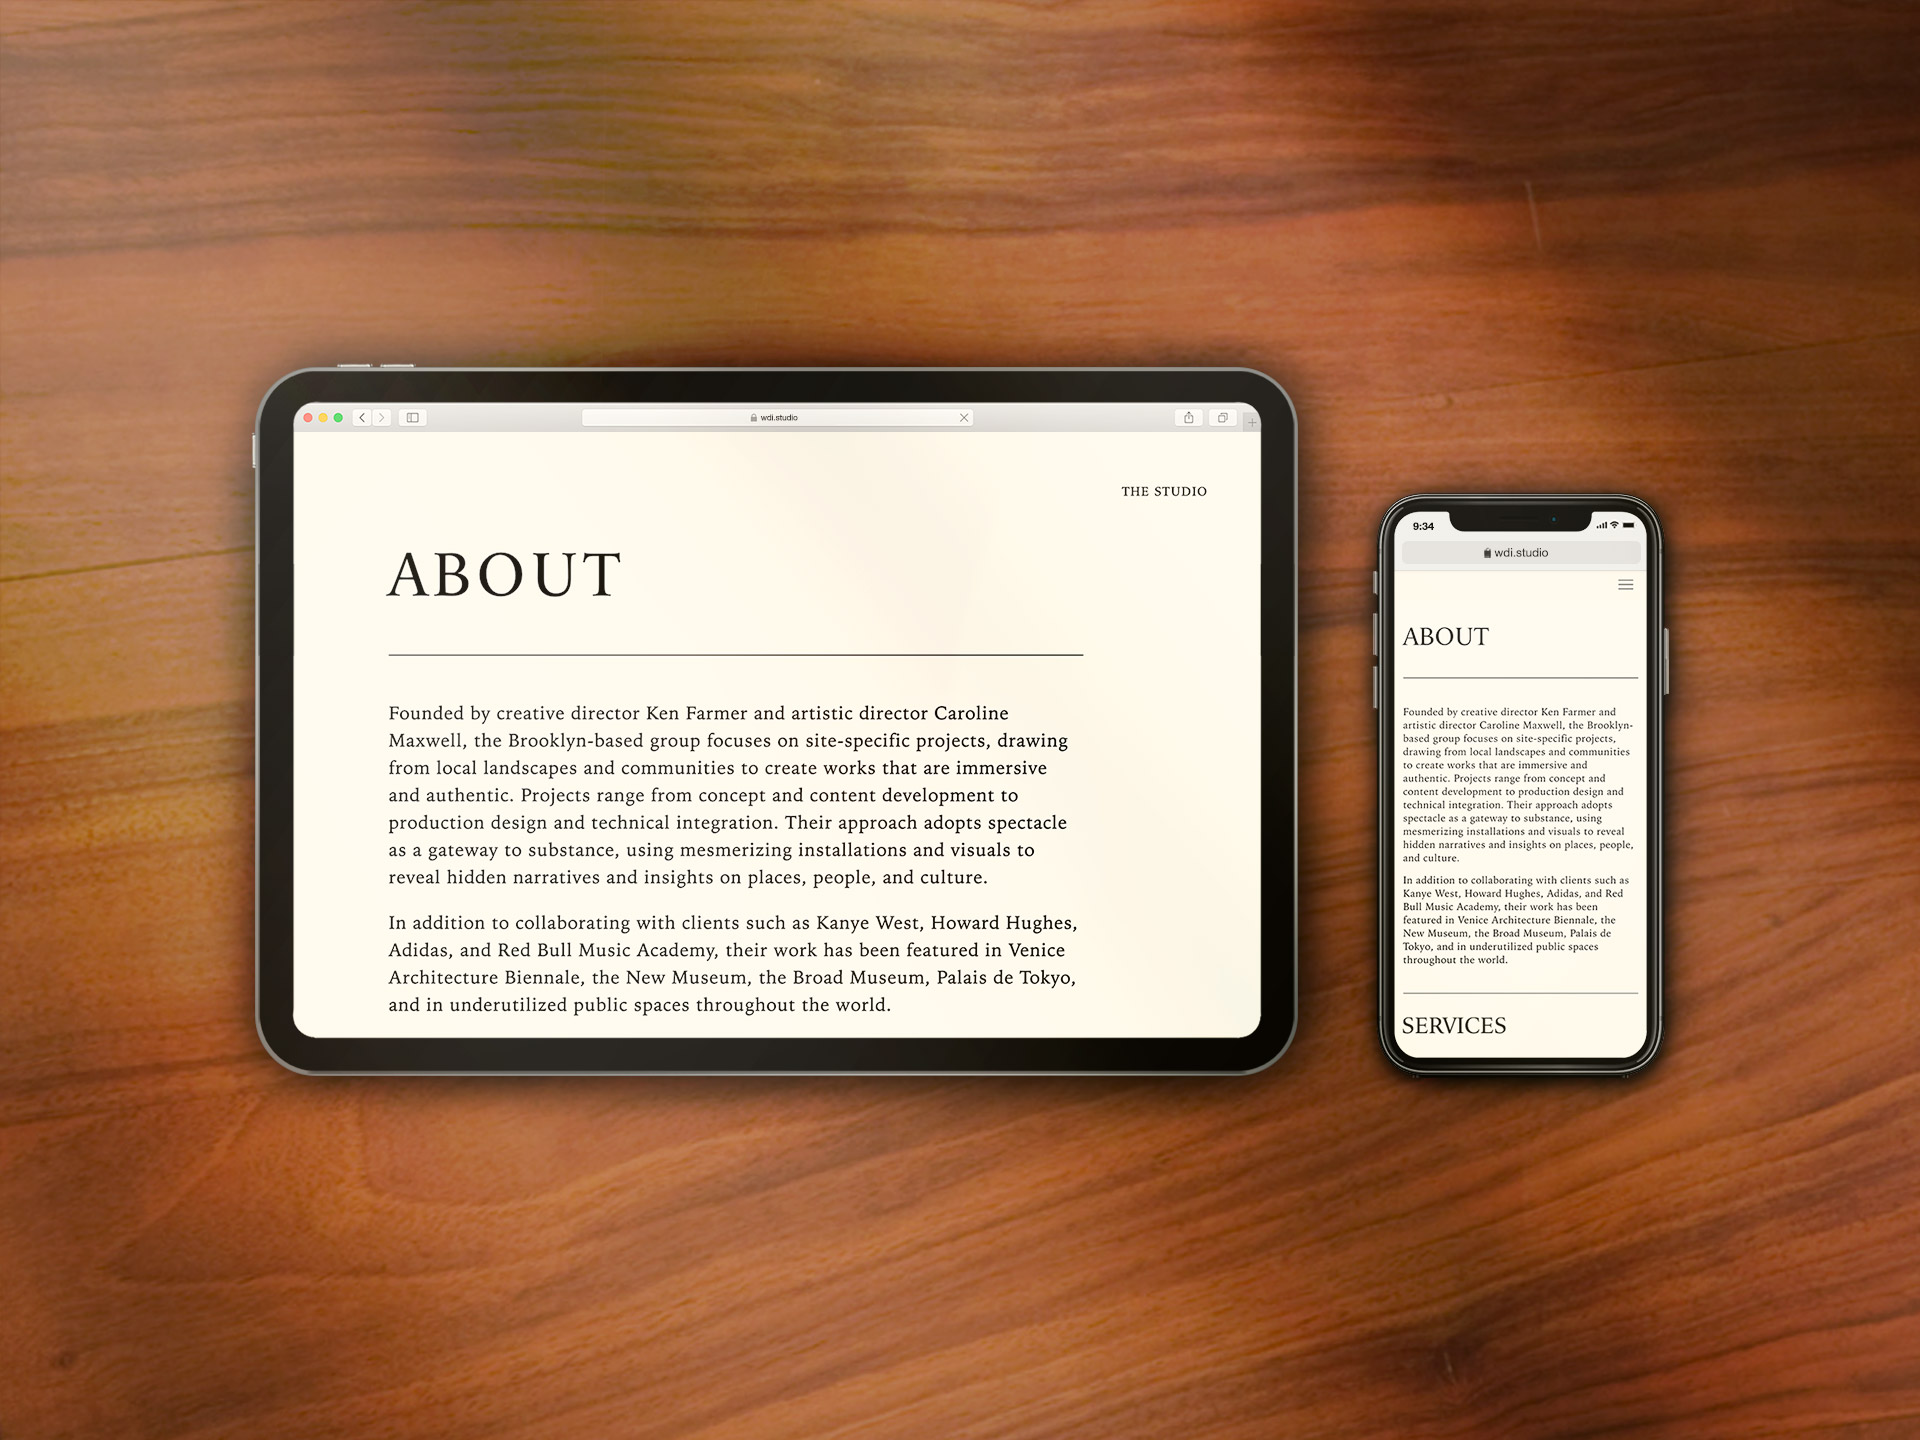 wdi.studio
THE STUDIO
ABOUT
Founded by creative director Ken Farmer and artistic director Caroline
Maxwell, the Brooklyn-based group focuses on site-specific projects, drawing
from local landscapes and communities to create works that are immersive
and authentic. Projects range from concept and content development to
production design and technical integration. Their approach adopts spectacle
as a gateway to substance, using mesmerizing installations and visuals to
reveal hidden narratives and insights on places, people, and culture.
In addition to collaborating with clients such as Kanye West, Howard Hughes,
Adidas, and Red Bull Music Academy, their work has been featured in Venice
Architecture Biennale, the New Museum, the Broad Museum, Palais de Tokyo,
and in underutilized public spaces throughout the world.
9:34
wdi.studio
ABOUT
Founded by creative director Ken Farmer and
artistic director Caroline Maxwell, the Brooklyn-
based group focuses on site-specific projects,
drawing from local landscapes and communities
to create works that are immersive and
authentic. Projects range from concept and
content development to production design and
technical integration. Their approach adopts
spectacle as a gateway to substance, using
mesmerizing installations and visuals to reveal
hidden narratives and insights on places, people,
and culture.
In addition to collaborating with clients such as
Kanye West, Howard Hughes, Adidas, and Red
Bull Music Academy, their work has been
featured in Venice Architecture Biennale, the
New Museum, the Broad Museum, Palais de
Tokyo, and in underutilized public spaces
throughout the world.
SERVICES